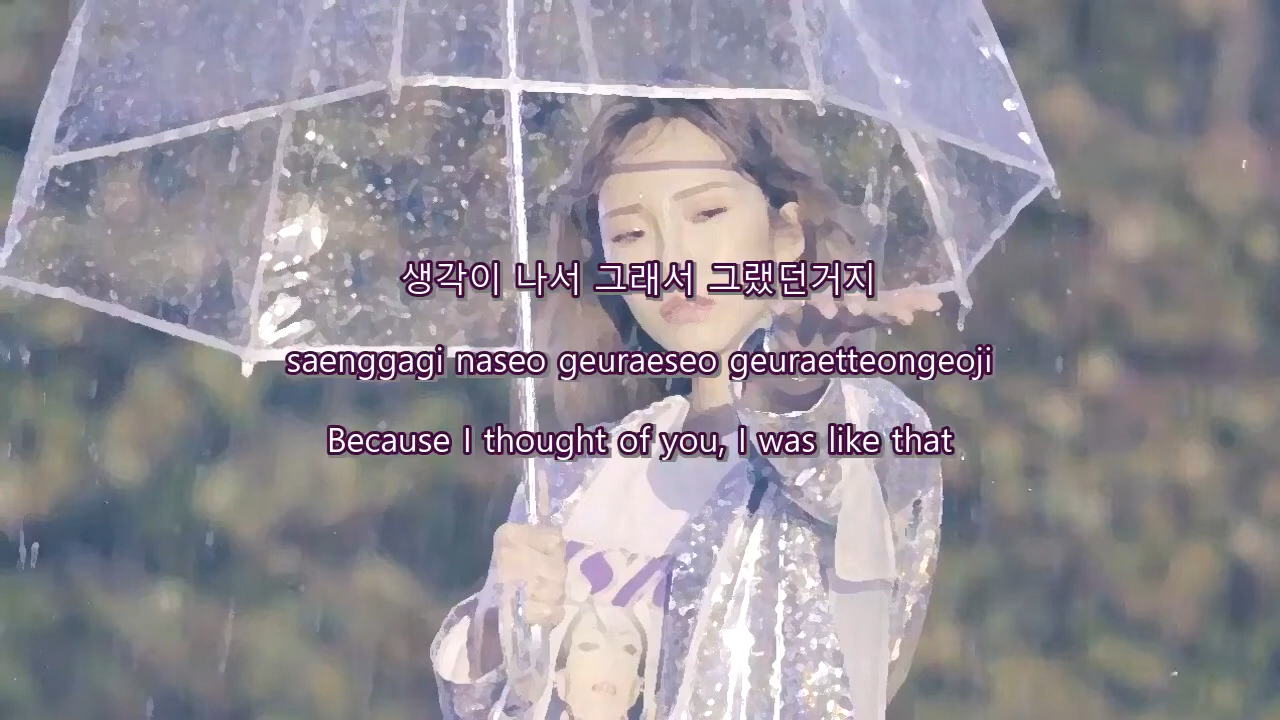 생각이 나서 그래서 그랬던거지
saenggagi naseo geuraeseo geuraetteongeoji
Because I thought of you, I was like that